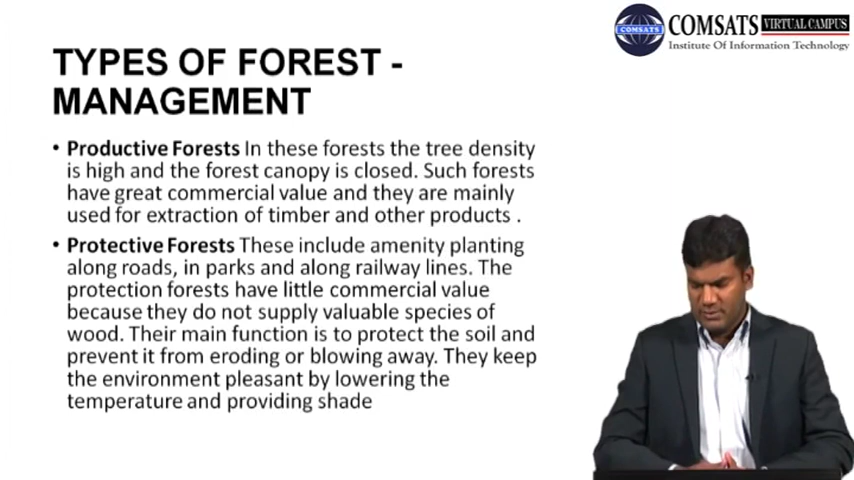 COMSATS VIRTUAL CAMPUS
COMSATS
Institute Of Information Technology
TYPES OF FOREST -
MANAGEMENT
• Productive Forests In these forests the tree density
is high and the forest canopy is closed. Such forests
have great commercial value and they are mainly
used for extraction of timber and other products .
• Protective Forests These include amenity planting
along roads, in parks and along railway lines. The
protection forests have little commercial value
because they do not supply valuable species of
wood. Their main function is to protect the soil and
prevent it from eroding or blowing away. They keep
the environment pleasant by lowering the
temperature and providing shade